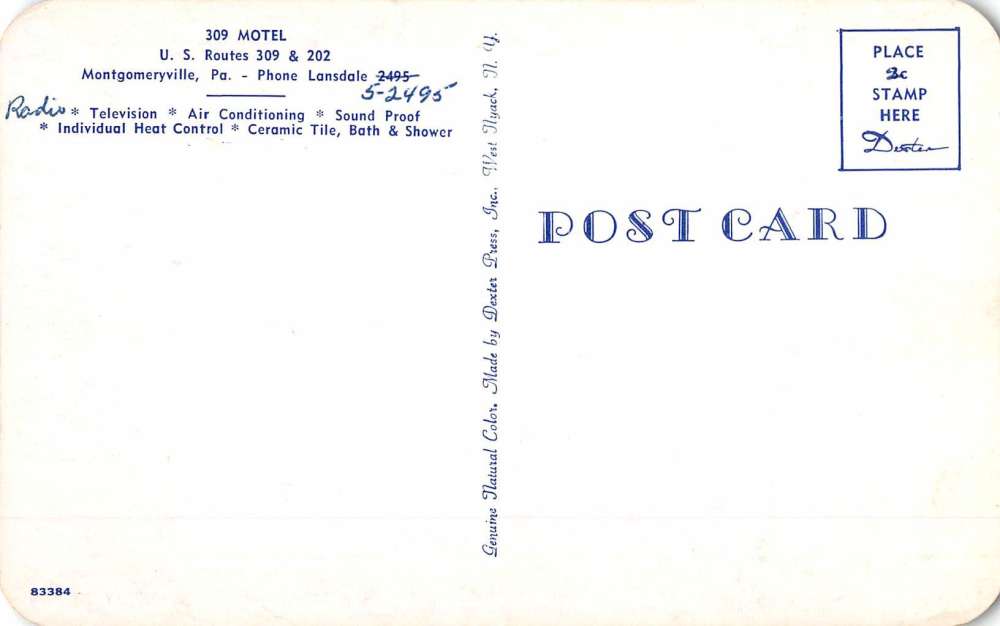 309 MOTEL
U. S. Routes 309 & 202
Montgomeryville, Pa. - Phone Lansdale 2495
5-2495
Radio * Television * Air Conditioning * Sound Proof
* Individual Heat Control * Ceramic Tile, Bath & Shower
83384
Genuine Natural Color. Made by Dexter Press, Inc., West Nyack, N. Y.
PLACE
2c
STAMP
HERE
Dexter
POST CARD